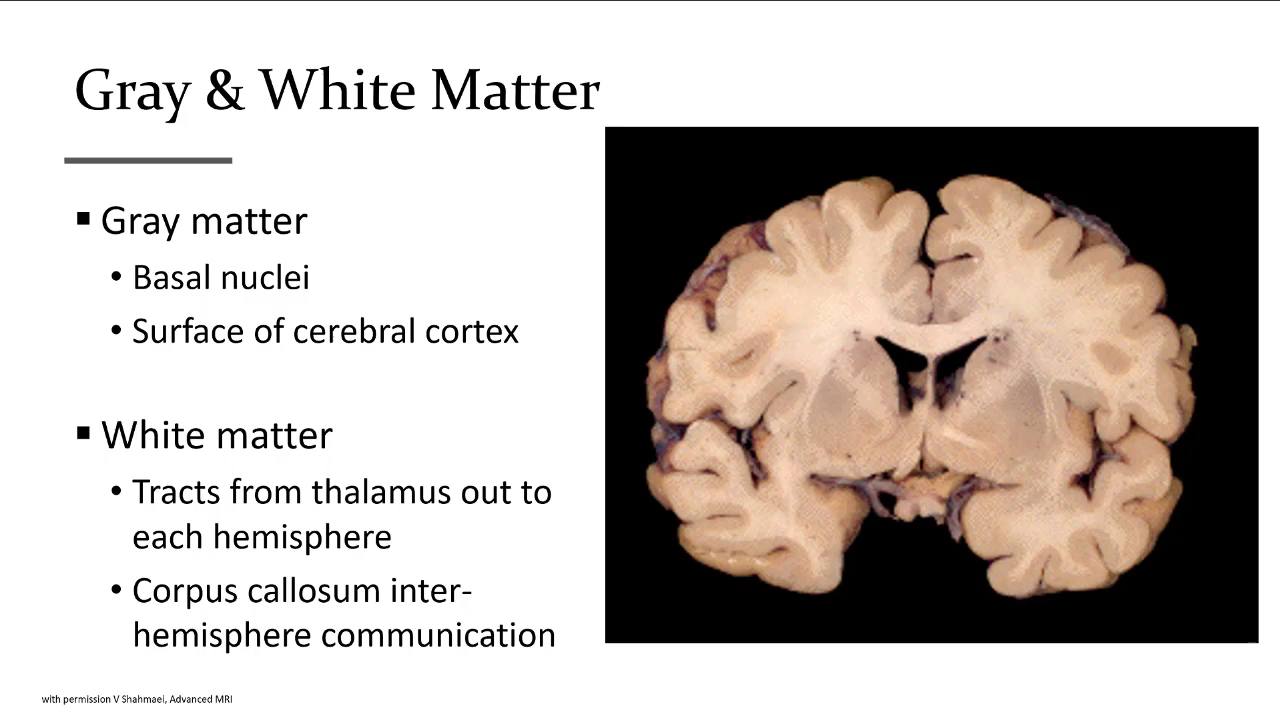 Gray & White Matter
▪ Gray matter
• Basal nuclei
• Surface of cerebral cortex
▪ White matter
• Tracts from thalamus out to
each hemisphere
• Corpus callosum inter-
hemisphere communication
with permission V Shahmaei, Advanced MRI